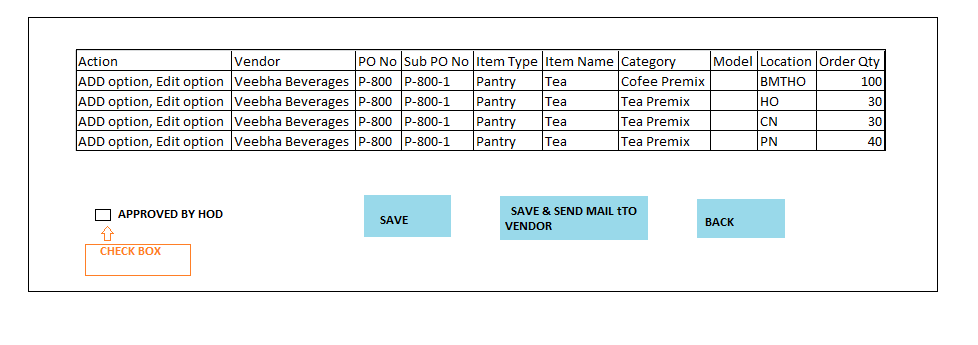 Action Vendor PO No Sub PO No Item Type Item Name Category Model Location Order Qty
ADD option, Edit option Veebha Beverages P-800 P-800-1 Pantry Tea Cofee Premix BMTHO 100
ADD option, Edit option Veebha Beverages P-800 P-800-1 Pantry Tea Tea Premix HO 30
ADD option, Edit option Veebha Beverages P-800 P-800-1 Pantry Tea Tea Premix CN 30
ADD option, Edit option Veebha Beverages P-800 P-800-1 Pantry Tea Tea Premix PN 40
APPROVED BY HOD
CHECK BOX
SAVE
SAVE & SEND MAIL tTO
VENDOR
BACK